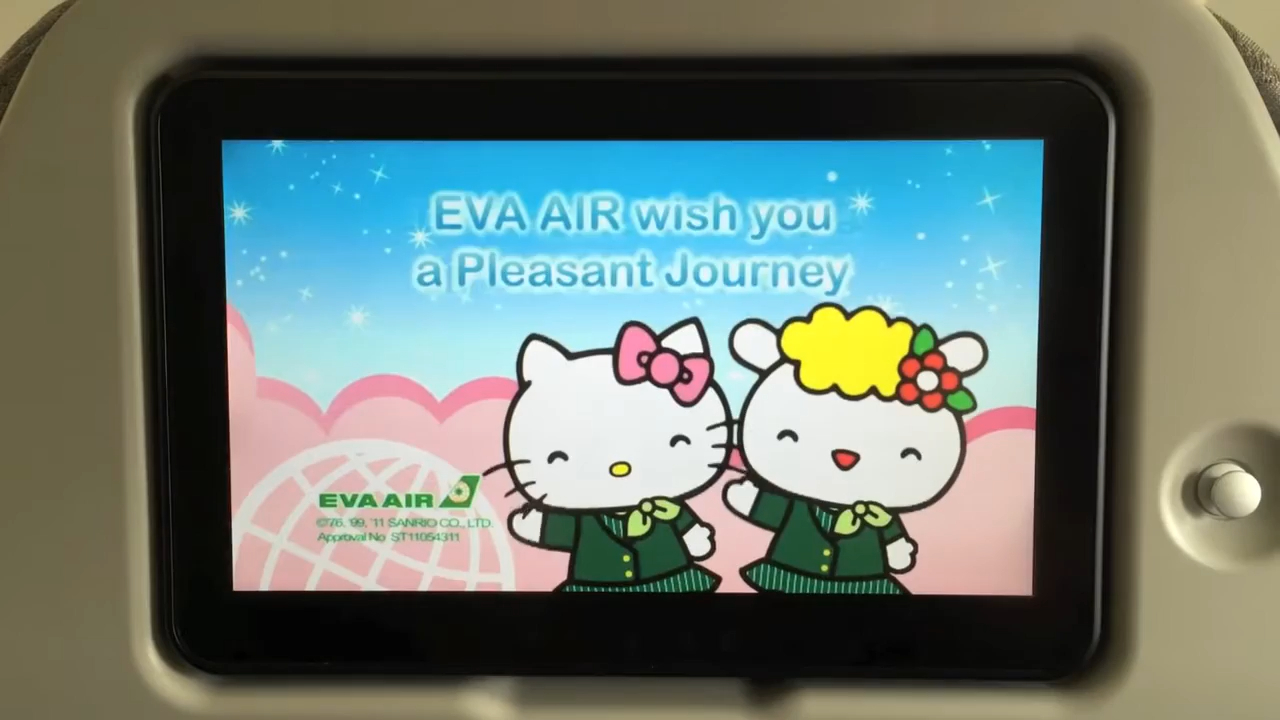 EVA AIR wish you
a Pleasant Journey
EVA AIR
©76, '99, '11 SANRIO CO., LTD.
Approval No ST11054311